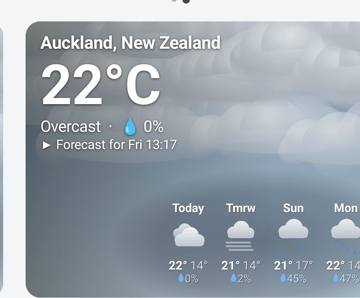 Auckland, New Zealand
22°C
Overcast · 0%
► Forecast for Fri 13:17
Today Tmrw Sun Mon
22° 14° 21° 14° 21° 17° 22° 14
0% 2% 45% 47%